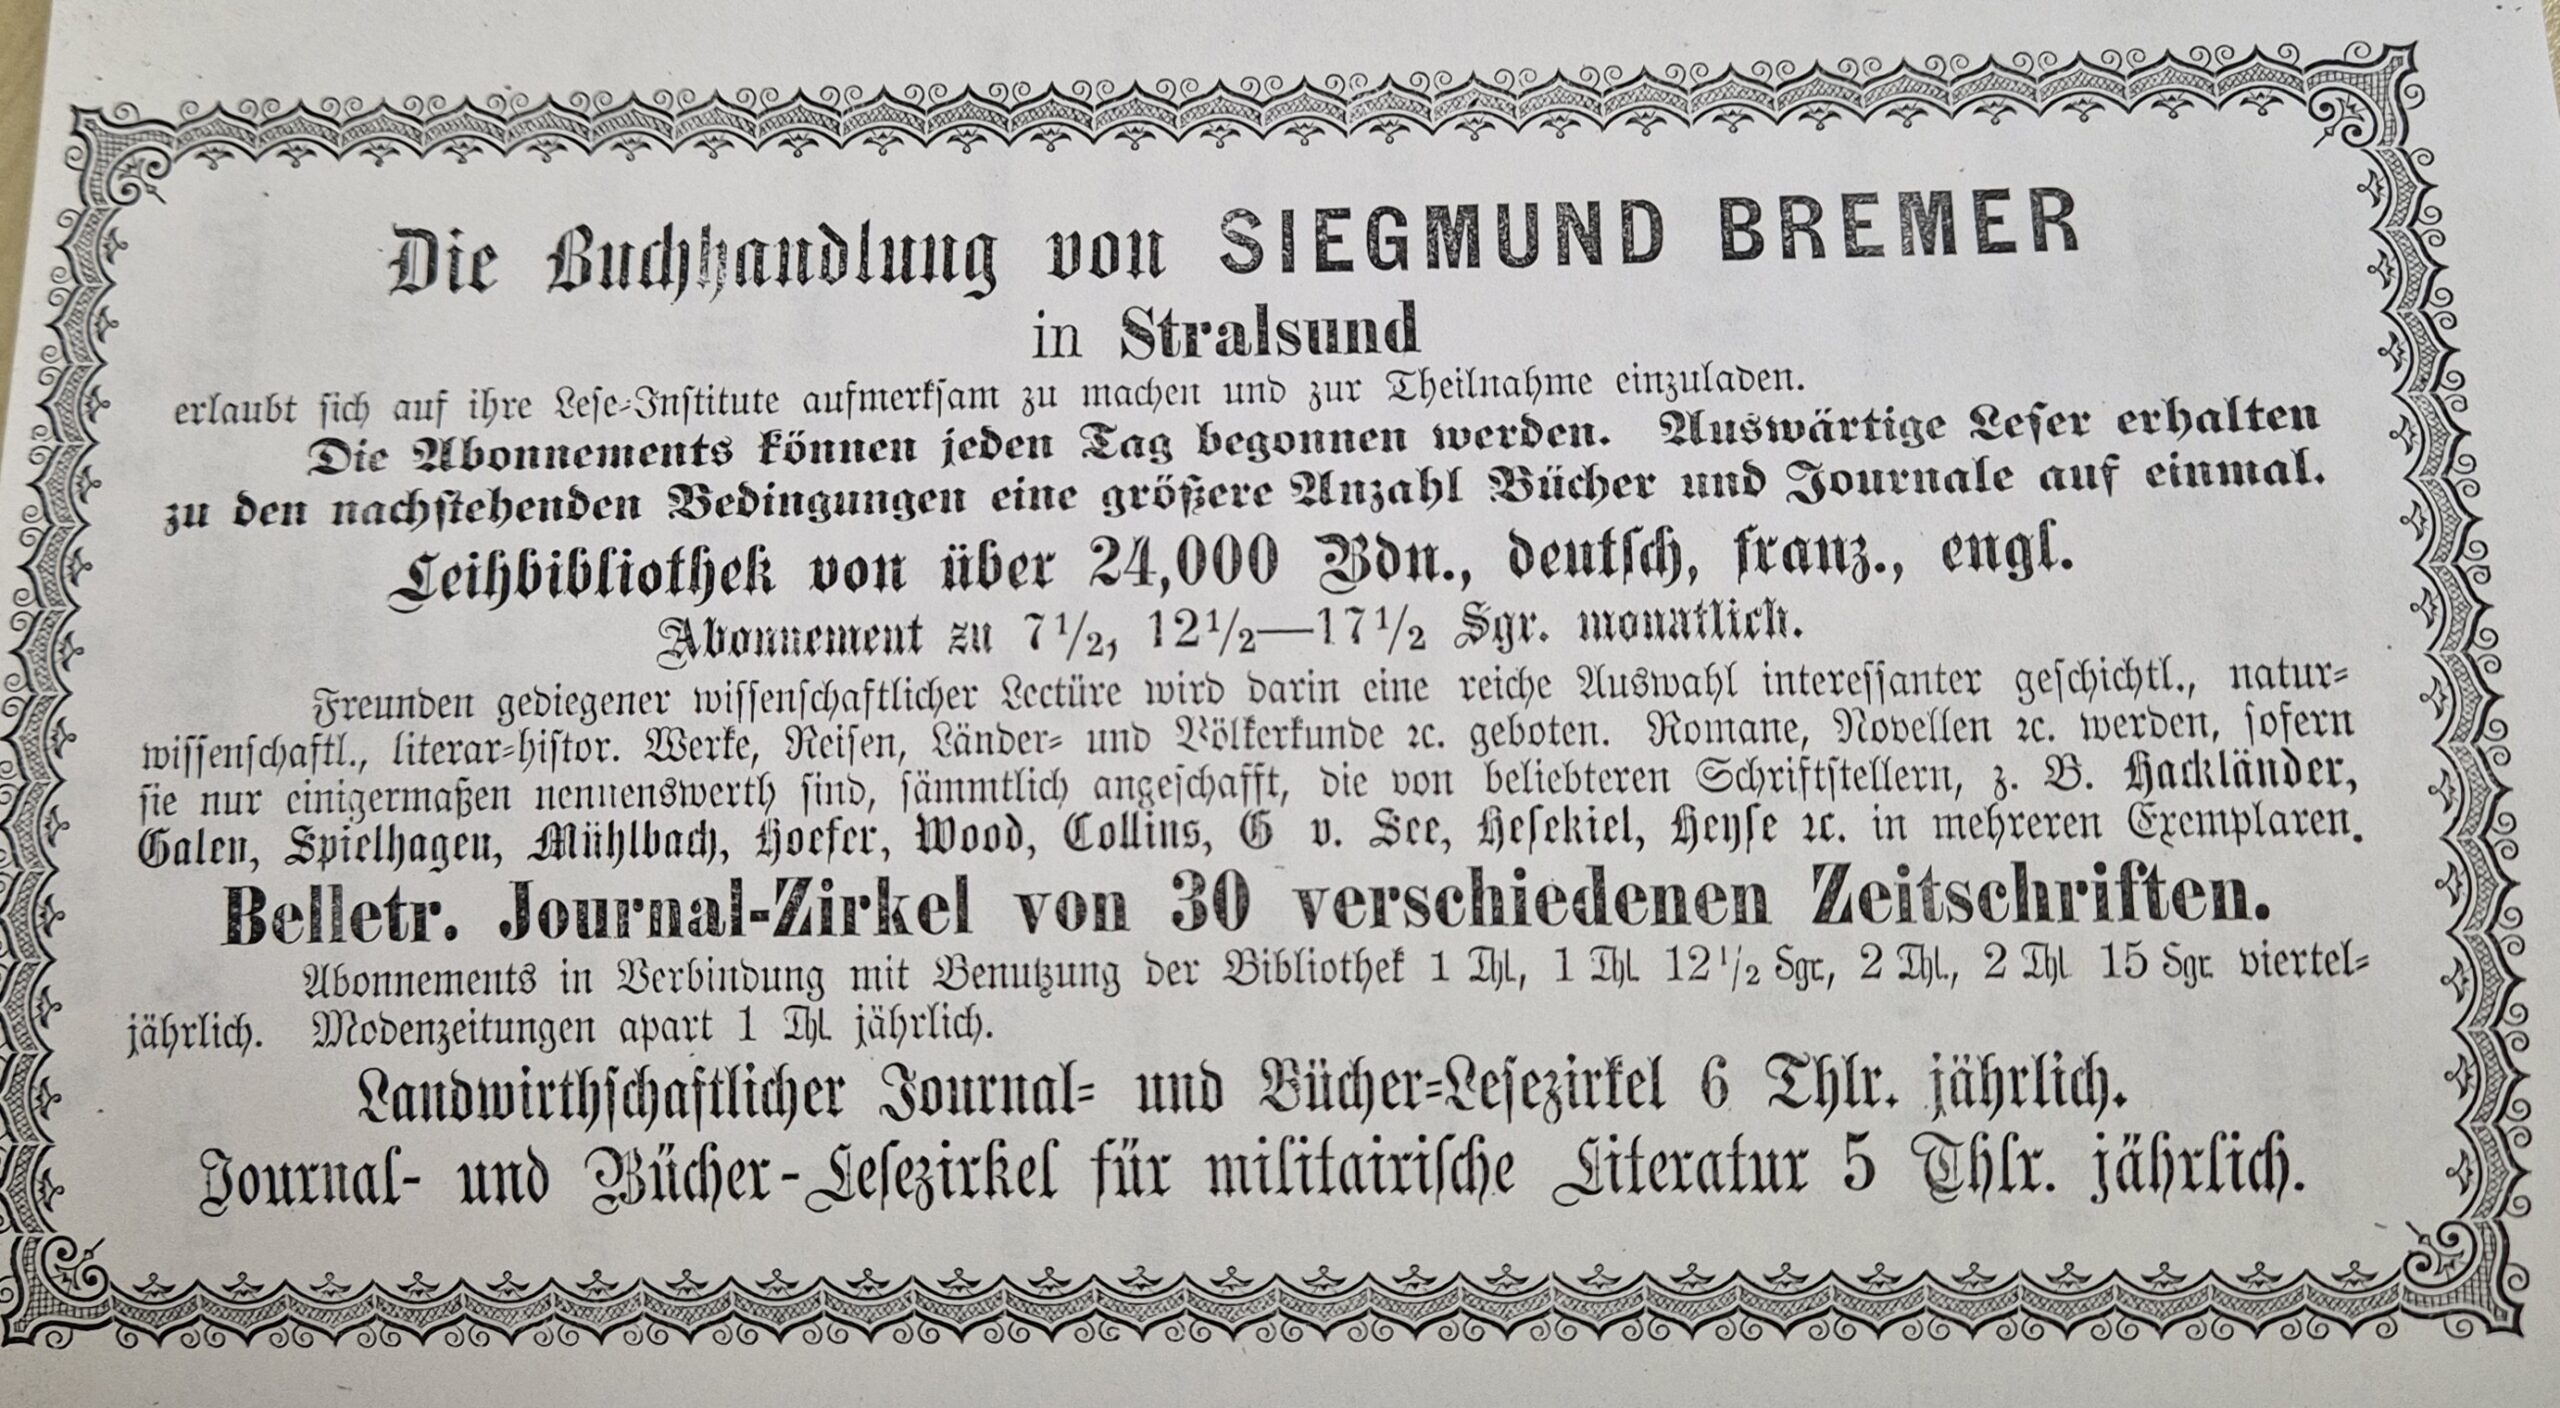 Die Buchhandlung von SIEGMUND BREMER
in Stralsund
erlaubt ſich auf ihre Leſe-Inſtitute aufmerkſam zu machen und zur Theilnahme einzuladen.
Die Abonnements können jeden Tag begonnen werden. Auswärtige Leſer erhalten
zu den nachſtehenden Bedingungen eine größere Anzahl Bücher und Journale auf einmal.
Leihbibliothek von über 24,000 Bdn., deutſch, franz., engl.
Abonnement zu 7 1/2, 12 1/2—17 1/2 Sgr. monatlich.
Freunden gediegener wiſſenſchaftlicher Lectüre wird darin eine reiche Auswahl intereſſanter geſchichtl., natur-
wiſſenſchaftl., literar-hiſtor. Werke, Reiſen, Länder- und Völkerkunde ꝛc. geboten. Romane, Novellen ꝛc. werden, ſofern
ſie nur einigermaßen nennenswerth ſind, ſämmtlich angeſchafft, die von beliebteren Schriftſtellern, z. B. Hackländer,
Galen, Spielhagen, Mühlbach, Hoefer, Wood, Collins, G v. See, Heſekiel, Heyſe ꝛc. in mehreren Exemplaren.
Belletr. Journal-Zirkel von 30 verschiedenen Zeitschriften.
Abonnements in Verbindung mit Benutzung der Bibliothek 1 Thl., 1 Thl. 12 1/2 Sgr., 2 Thl., 2 Thl 15 Sgr. viertel-
jährlich. Modenzeitungen apart 1 Thl. jährlich.
Landwirthſchaftlicher Journal- und Bücher-Leſezirkel 6 Thlr. jährlich.
Journal- und Bücher-Leſezirkel für militairiſche Literatur 5 Thlr. jährlich.